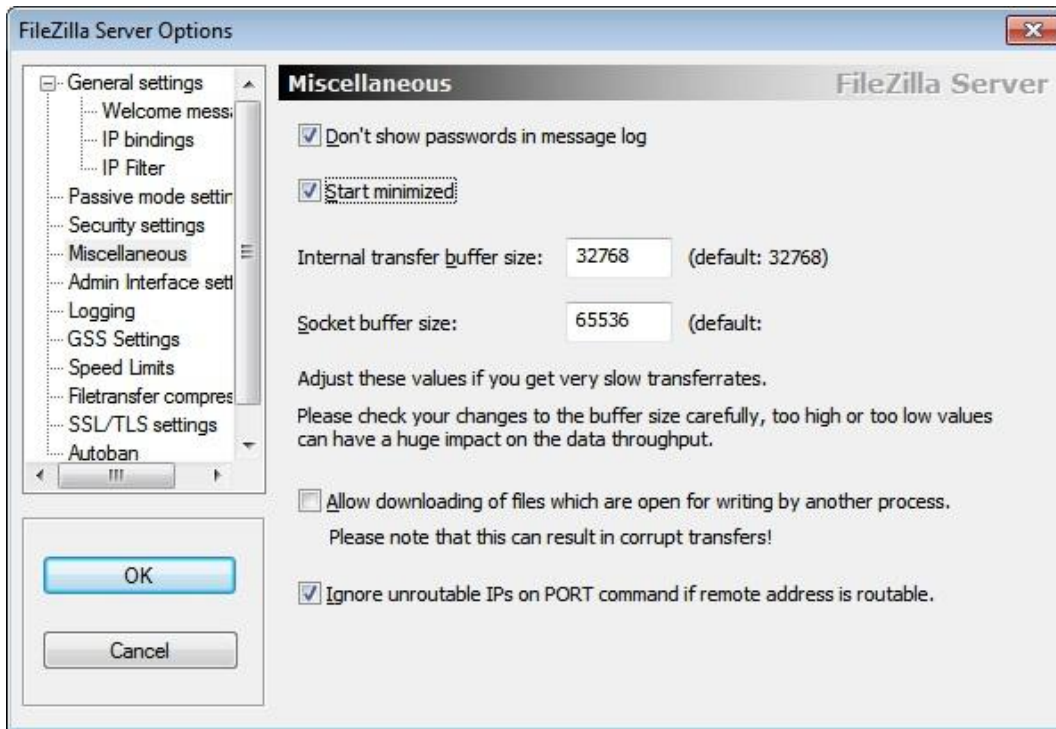 FileZilla Server Options
General settings
Welcome messa
IP bindings
IP Filter
Passive mode settin
Security settings
Miscellaneous
Admin Interface sett
Logging
GSS Settings
Speed Limits
Filetransfer compres
SSL/TLS settings
Autoban
OK
Cancel
Miscellaneous
FileZilla Server
Don't show passwords in message log
Start minimized
Internal transfer buffer size: 32768 (default: 32768)
Socket buffer size: 65536 (default:
Adjust these values if you get very slow transferrates.
Please check your changes to the buffer size carefully, too high or too low values
can have a huge impact on the data throughput.
Allow downloading of files which are open for writing by another process.
Please note that this can result in corrupt transfers!
Ignore unroutable IPs on PORT command if remote address is routable.